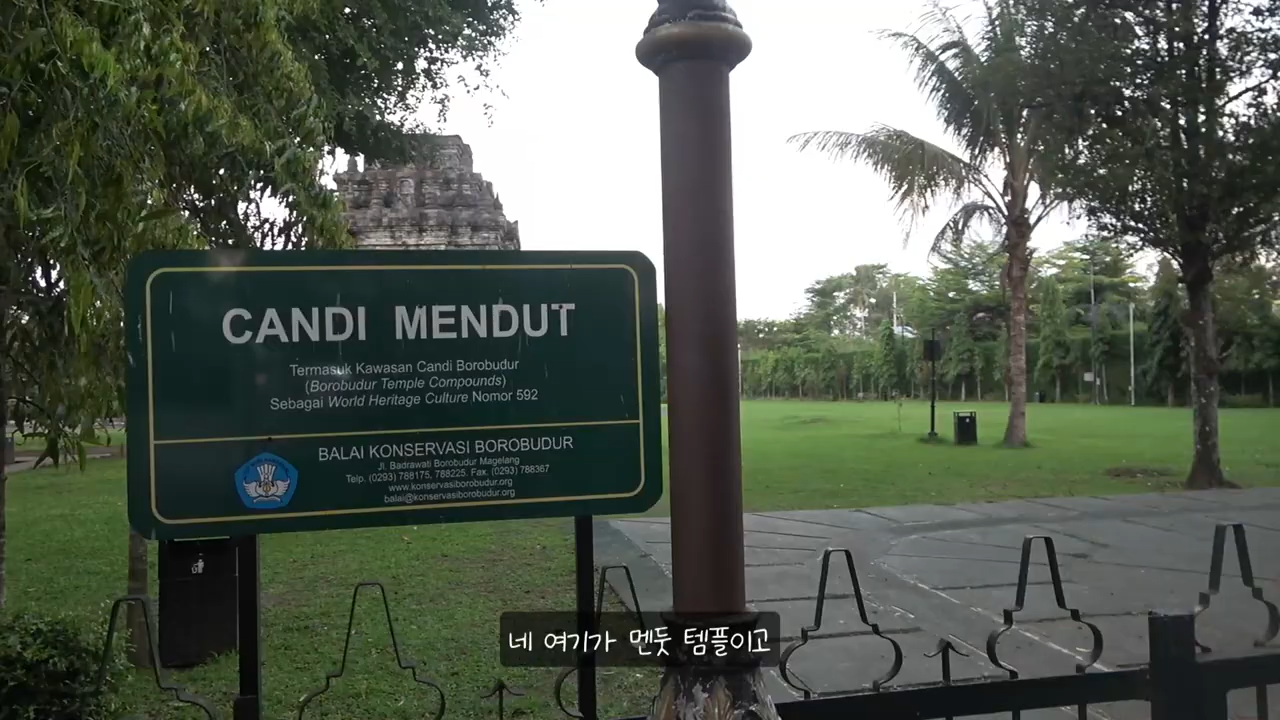 CANDI MENDUT
Termasuk Kawasan Candi Borobudur
(Borobudur Temple Compounds)
Sebagai World Heritage Culture Nomor 592
BALAI KONSERVASI BOROBUDUR
Jl. Badrawati Borobudur Magelang
Telp. (0293) 788175, 788225. Fax. (0293) 788367
www.konservasiborobudur.org
balai@konservasiborobudur.org
네 여기가 멘둣 템플이고